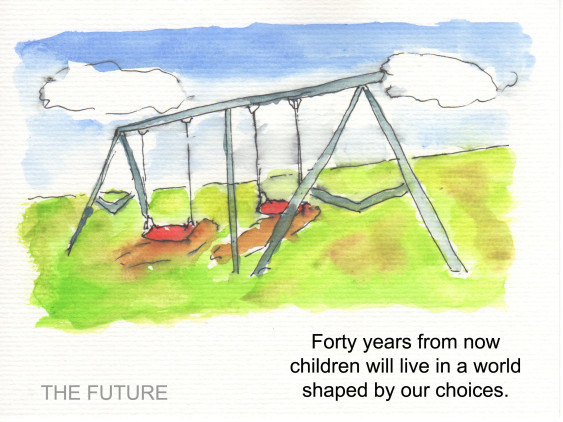 Forty years from now
children will live in a world
shaped by our choices.
THE FUTURE